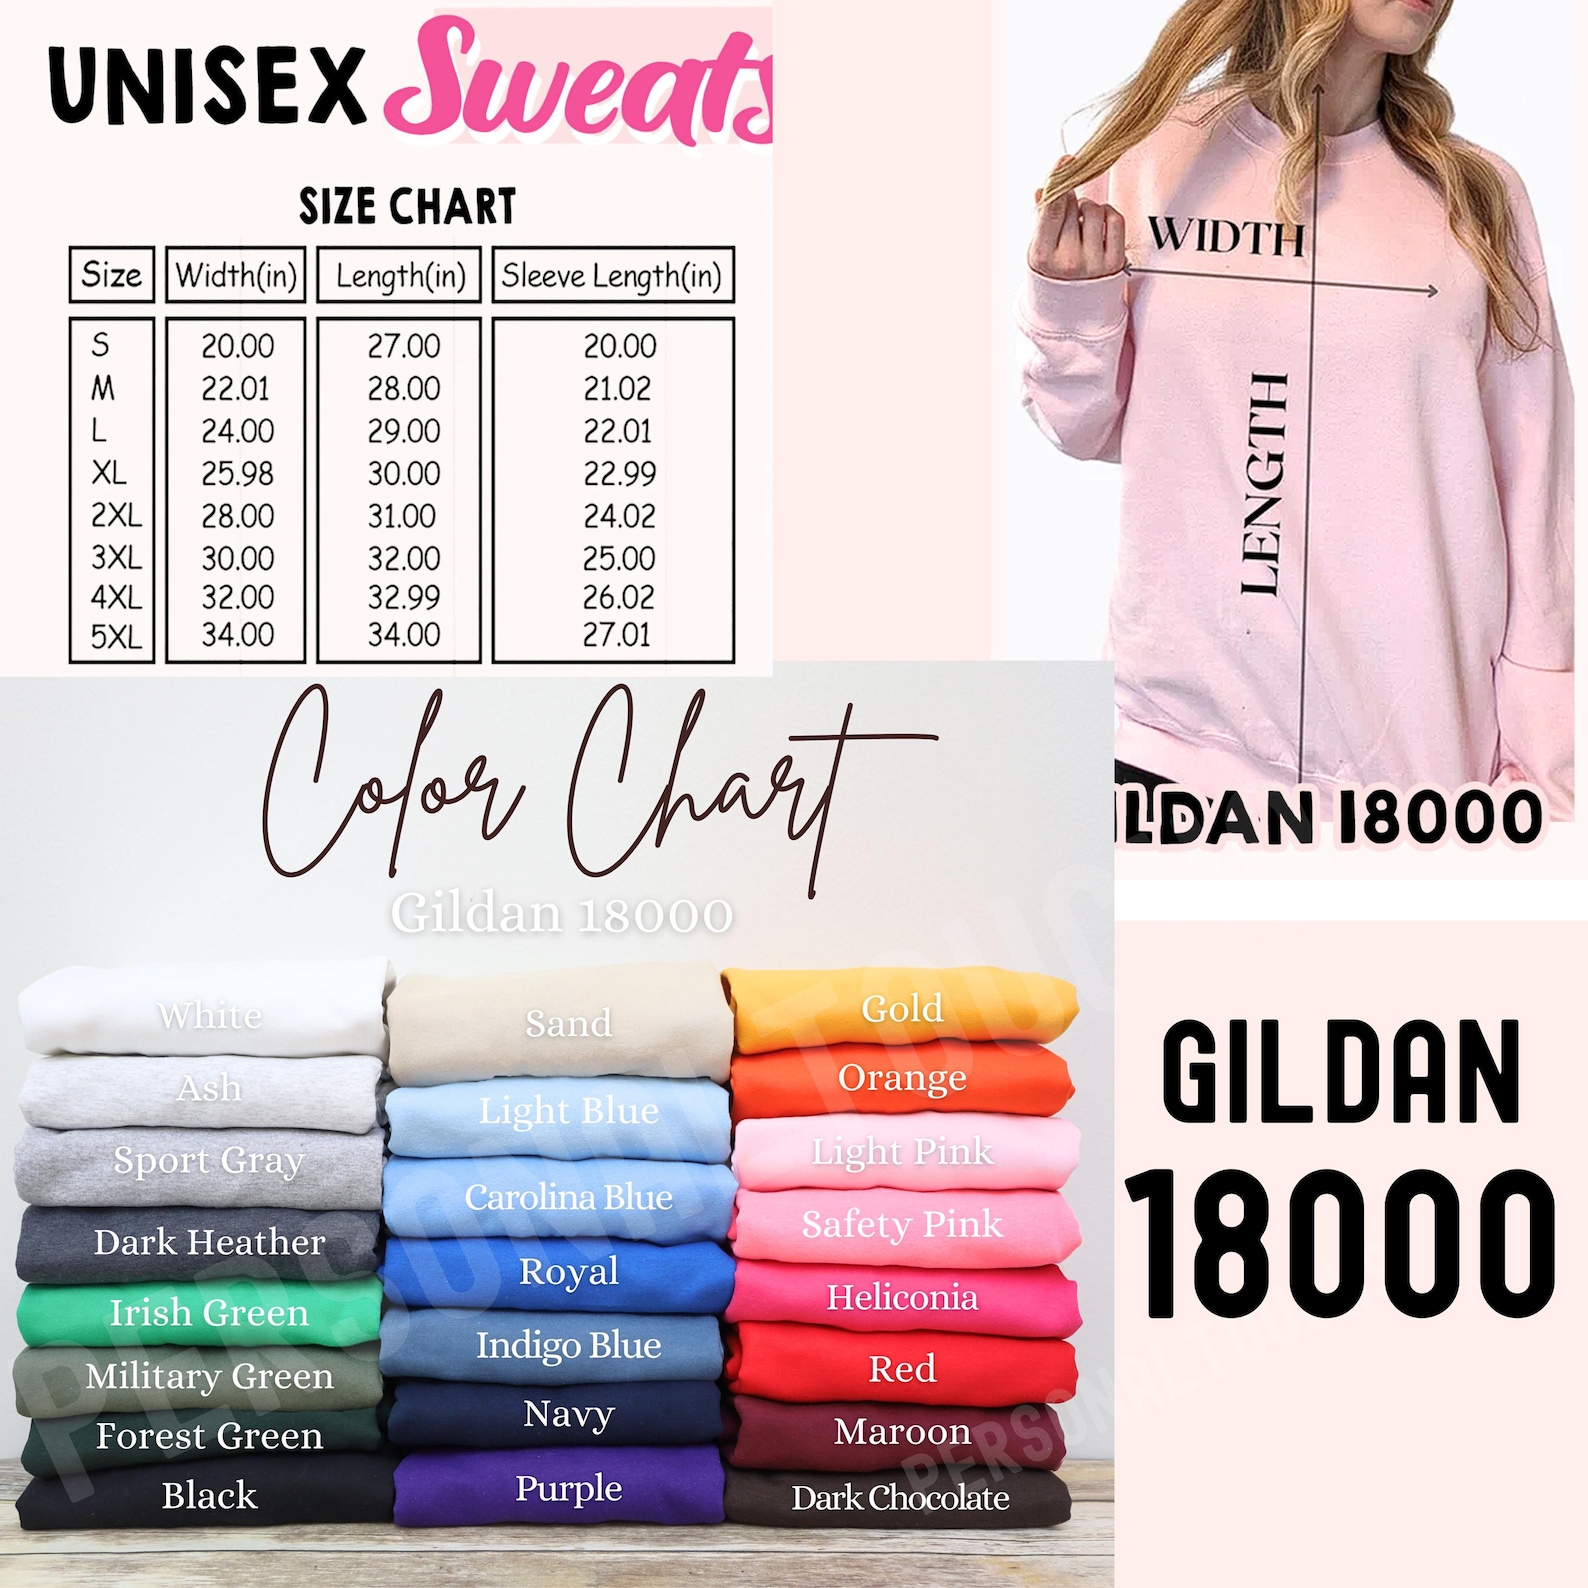 UNISEX Sweats
SIZE CHART
Size Width(in) Length(in) Sleeve Length(in)
S 20.00 27.00 20.00
M 22.01 28.00 21.02
L 24.00 29.00 22.01
XL 25.98 30.00 22.99
2XL 28.00 31.00 24.02
3XL 30.00 32.00 25.00
4XL 32.00 32.99 26.02
5XL 34.00 34.00 27.01
WIDTH
LENGTH
ILDAN 18000
Color Chart
Gildan 18000
White
Ash
Sport Gray
Dark Heather
Irish Green
Military Green
Forest Green
Black
Sand
Light Blue
Carolina Blue
Royal
Indigo Blue
Navy
Purple
Gold
Orange
Light Pink
Safety Pink
Heliconia
Red
Maroon
Dark Chocolate
GILDAN
18000
PERSONAL TOUCH